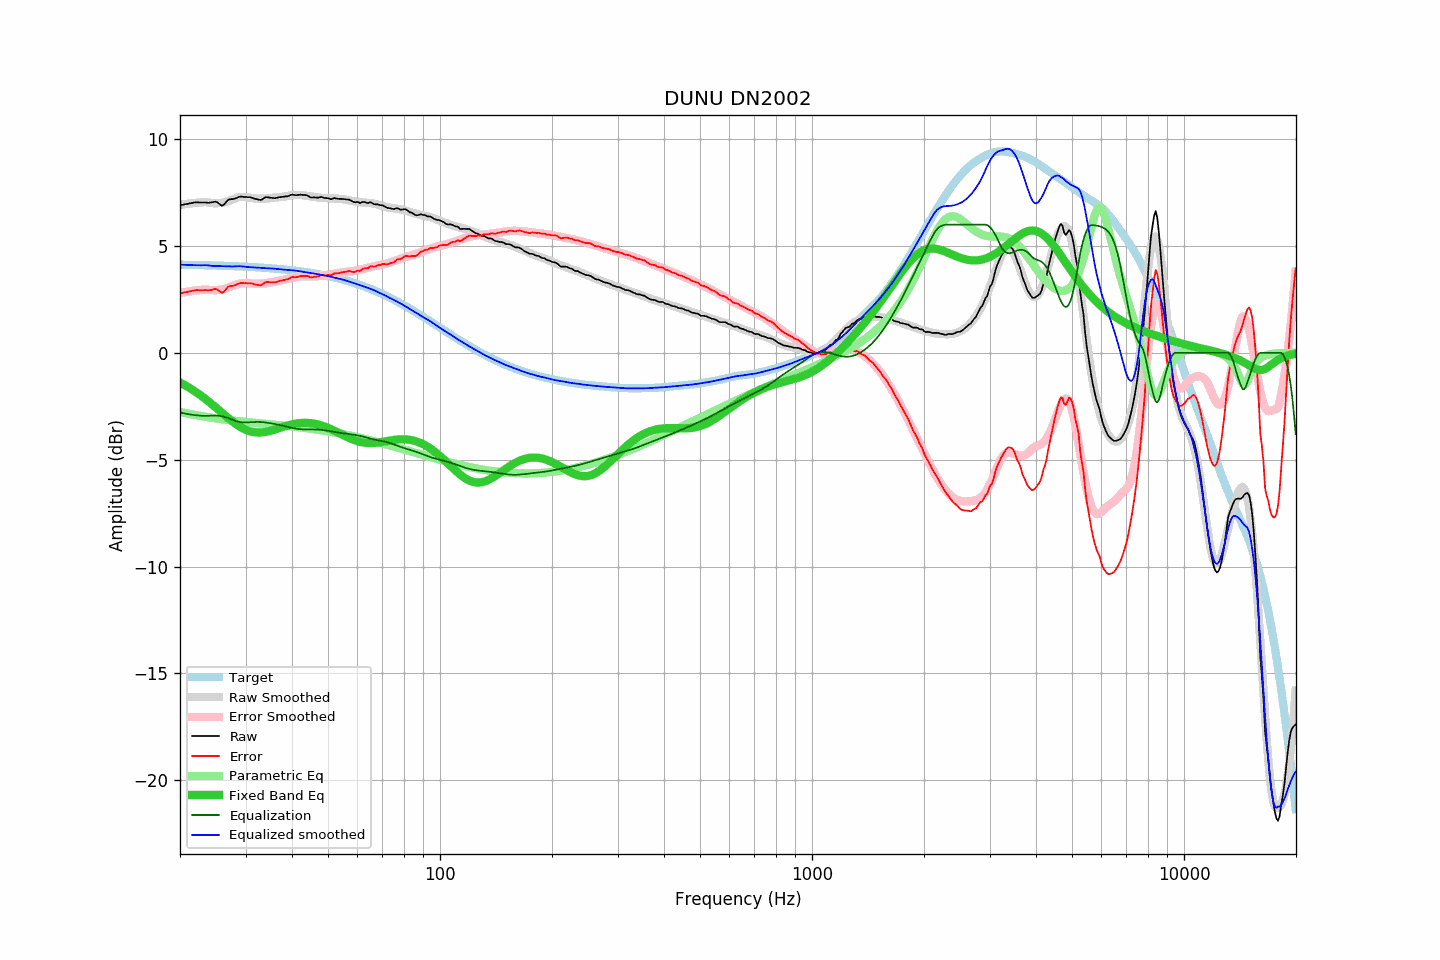 DUNU DN2002
10
5
0
−5
−10
−15
−20
Amplitude (dBr)
Target
Raw Smoothed
Error Smoothed
Raw
Error
Parametric Eq
Fixed Band Eq
Equalization
Equalized smoothed
100
1000
10000
Frequency (Hz)